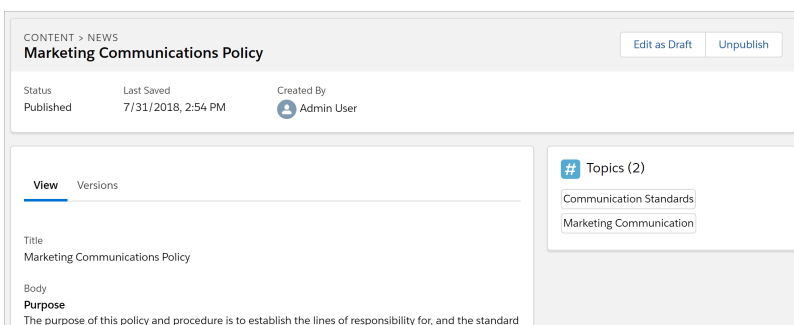 CONTENT > NEWS
Marketing Communications Policy
Edit as Draft
Unpublish
Status
Last Saved
Created By
Published
7/31/2018, 2:54 PM
Admin User
View
Versions
# Topics (2)
Communication Standards
Marketing Communication
Title
Marketing Communications Policy
Body
Purpose
The purpose of this policy and procedure is to establish the lines of responsibility for, and the standard